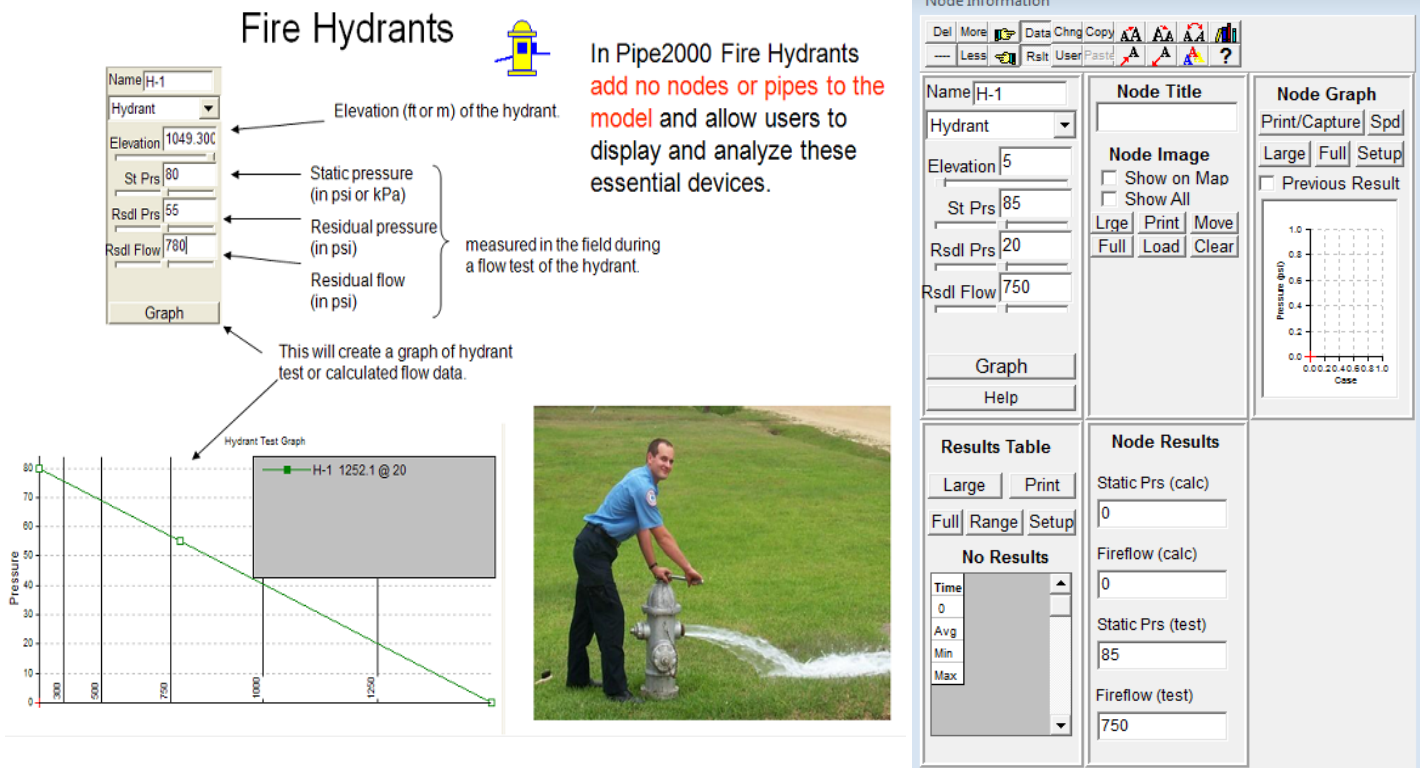 Fire Hydrants
In Pipe2000 Fire Hydrants
add no nodes or pipes to the
model and allow users to
display and analyze these
essential devices.
Name H-1
Hydrant
Elevation 1049.300
St Prs 80
Rsdl Prs 55
Rsdl Flow 780
Graph
Elevation (ft or m) of the hydrant.
Static pressure
(in psi or kPa)
Residual pressure
(in psi)
Residual flow
(in psi)
measured in the field during
a flow test of the hydrant.
This will create a graph of hydrant
test or calculated flow data.
Hydrant Test Graph
H-1 1252.1 @ 20
Pressure
80
70
60
50
40
30
20
10
0
300
500
750
1000
1250
Node Information
Del More Data Chng Copy AA AA AA
---- Less Rslt User Paste A A A ?
Name H-1
Hydrant
Elevation 5
St Prs 85
Rsdl Prs 20
Rsdl Flow 750
Graph
Help
Node Title
Node Image
Show on Map
Show All
Lrge Print Move
Full Load Clear
Node Graph
Print/Capture Spd
Large Full Setup
Previous Result
1.0
0.8
0.6
0.4
0.2
0.0
Pressure (psi)
0.00.20.40.60.81.0
Case
Results Table
Large Print
Full Range Setup
No Results
Time
0
Avg
Min
Max
Node Results
Static Prs (calc)
0
Fireflow (calc)
0
Static Prs (test)
85
Fireflow (test)
750